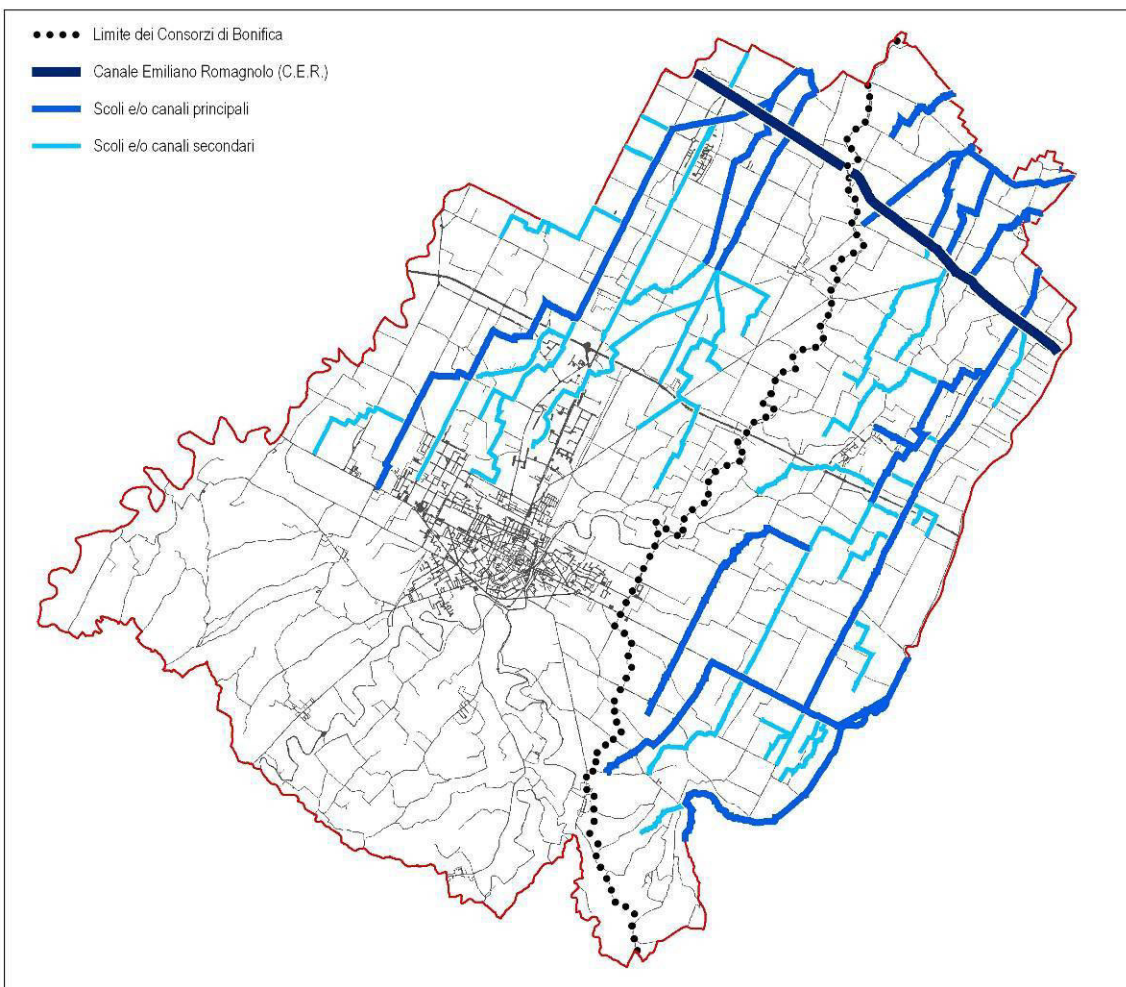 Limite dei Consorzi di Bonifica
Canale Emiliano Romagnolo (C.E.R.)
Scoli e/o canali principali
Scoli e/o canali secondari